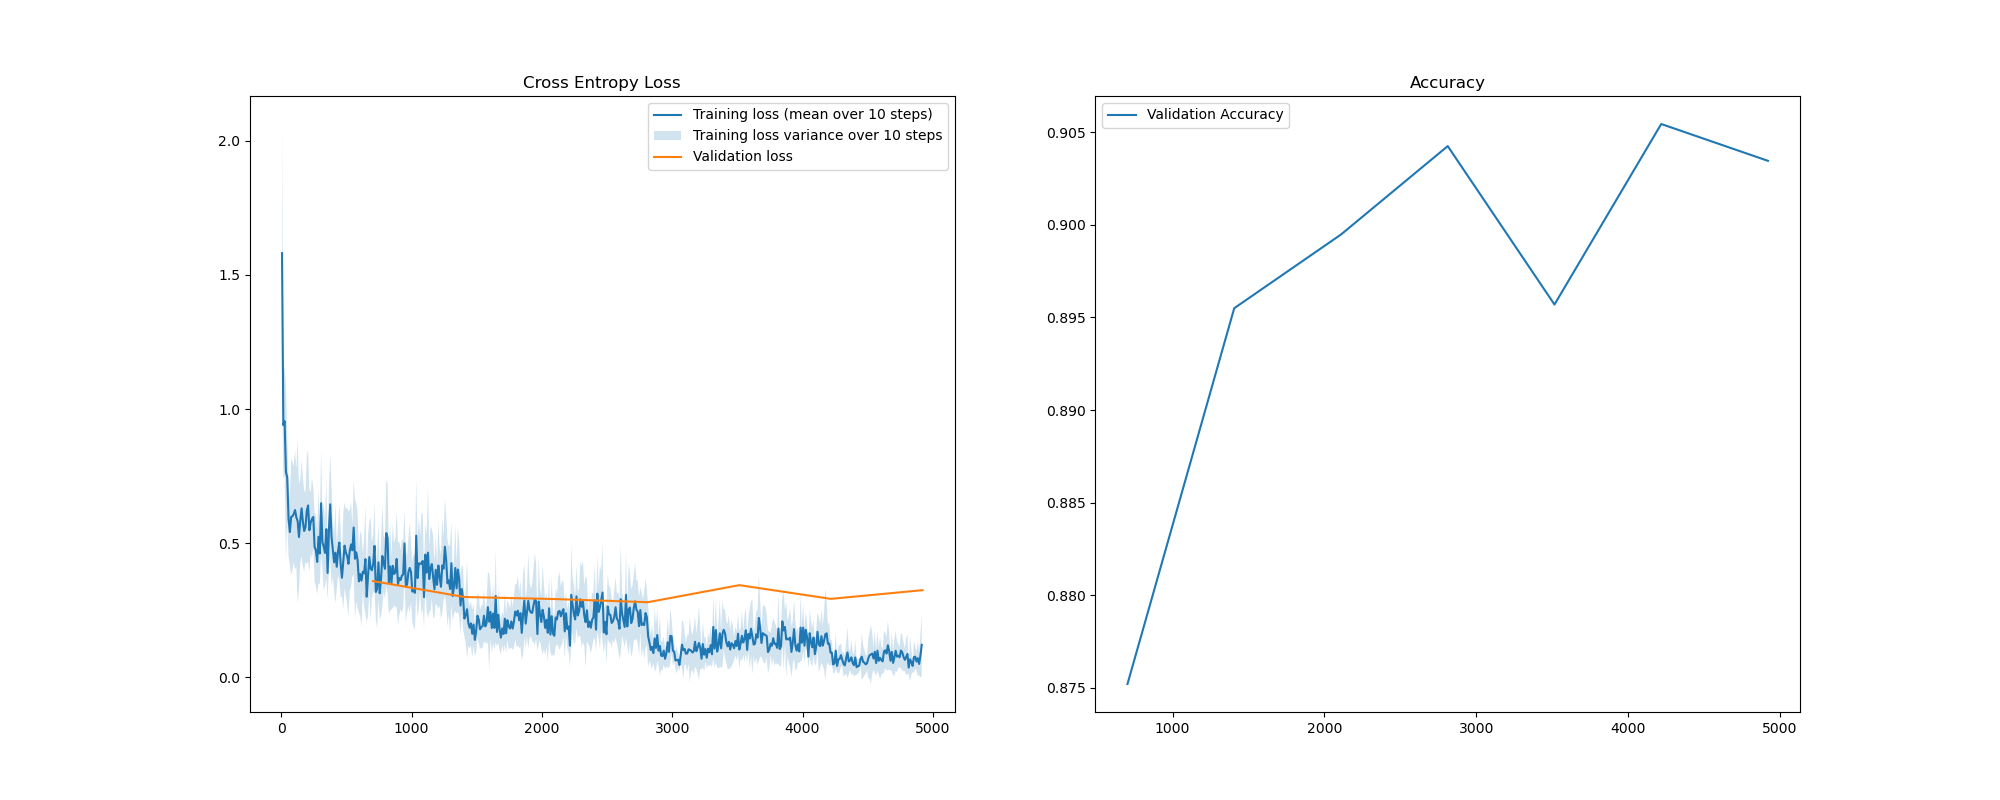 Cross Entropy Loss
Training loss (mean over 10 steps)
Training loss variance over 10 steps
Validation loss
2.0
1.5
1.0
0.5
0.0
0 1000 2000 3000 4000 5000
Accuracy
Validation Accuracy
0.905
0.900
0.895
0.890
0.885
0.880
0.875
1000 2000 3000 4000 5000